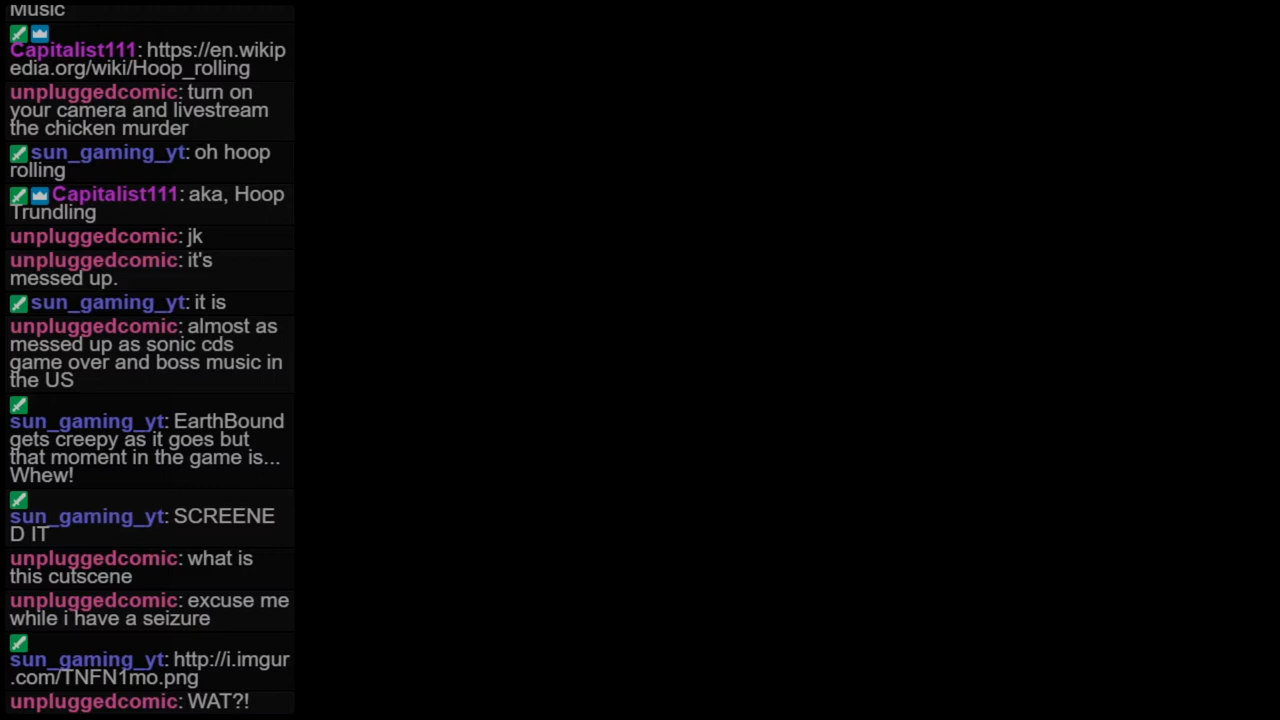 Music
Capitalist111: https://en.wikip
edia.org/wiki/Hoop_rolling
unpluggedcomic: turn on
your camera and livestream
the chicken murder
sun_gaming_yt: oh hoop
rolling
Capitalist111: aka, Hoop
Trundling
unpluggedcomic: jk
unpluggedcomic: it's
messed up.
sun_gaming_yt: it is
unpluggedcomic: almost as
messed up as sonic cds
game over and boss music in
the US
sun_gaming_yt: EarthBound
gets creepy as it goes but
that moment in the game is...
Whew!
sun_gaming_yt: SCREENE
D IT
unpluggedcomic: what is
this cutscene
unpluggedcomic: excuse me
while i have a seizure
sun_gaming_yt: http://i.imgur
.com/TNFN1mo.png
unpluggedcomic: WAT?!